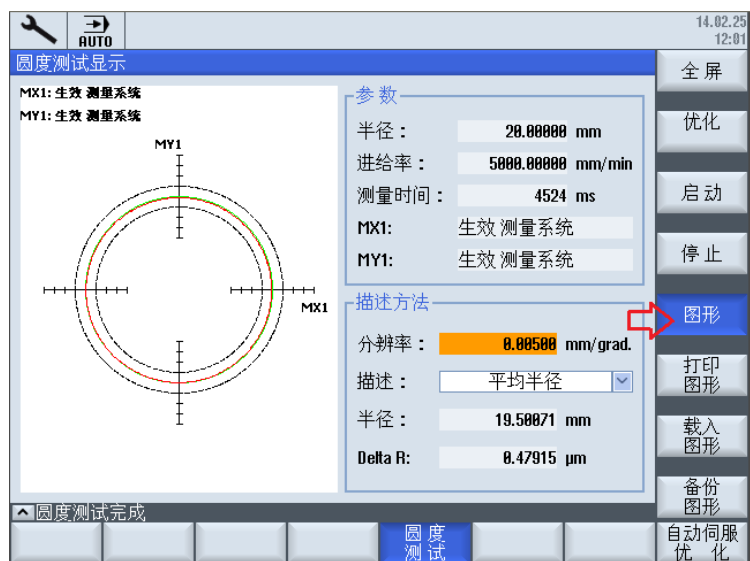 AUTO
14.02.25
12:01
圆度测试显示
MX1: 生效 测量系统
MY1: 生效 测量系统
MY1
MX1
参数
半径： 20.00000 mm
进给率： 5000.00000 mm/min
测量时间： 4524 ms
MX1: 生效 测量系统
MY1: 生效 测量系统
描述方法
分辨率： 0.00500 mm/grad.
描述： 平均半径
半径： 19.50071 mm
Delta R: 0.47915 µm
全屏
优化
启动
停止
图形
打印
图形
载入
图形
备份
图形
自动伺服
优 化
圆度测试完成
圆度
测试